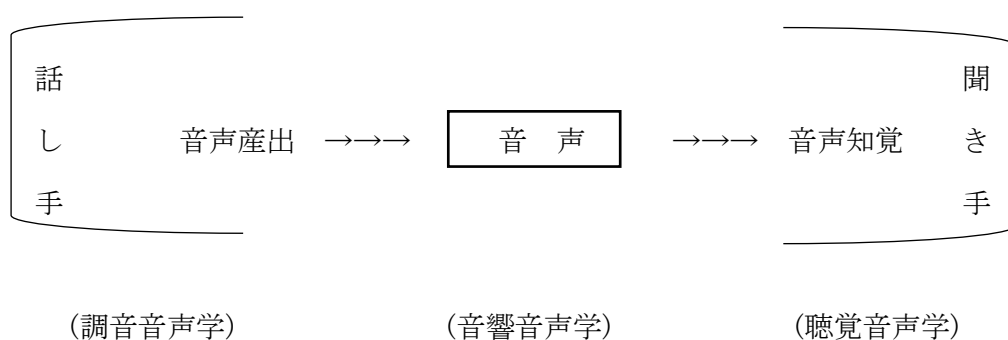 話し手
音声産出 →→→ 音 声 →→→ 音声知覚
聞き手
(調音音声学) (音響音声学) (聴覚音声学)